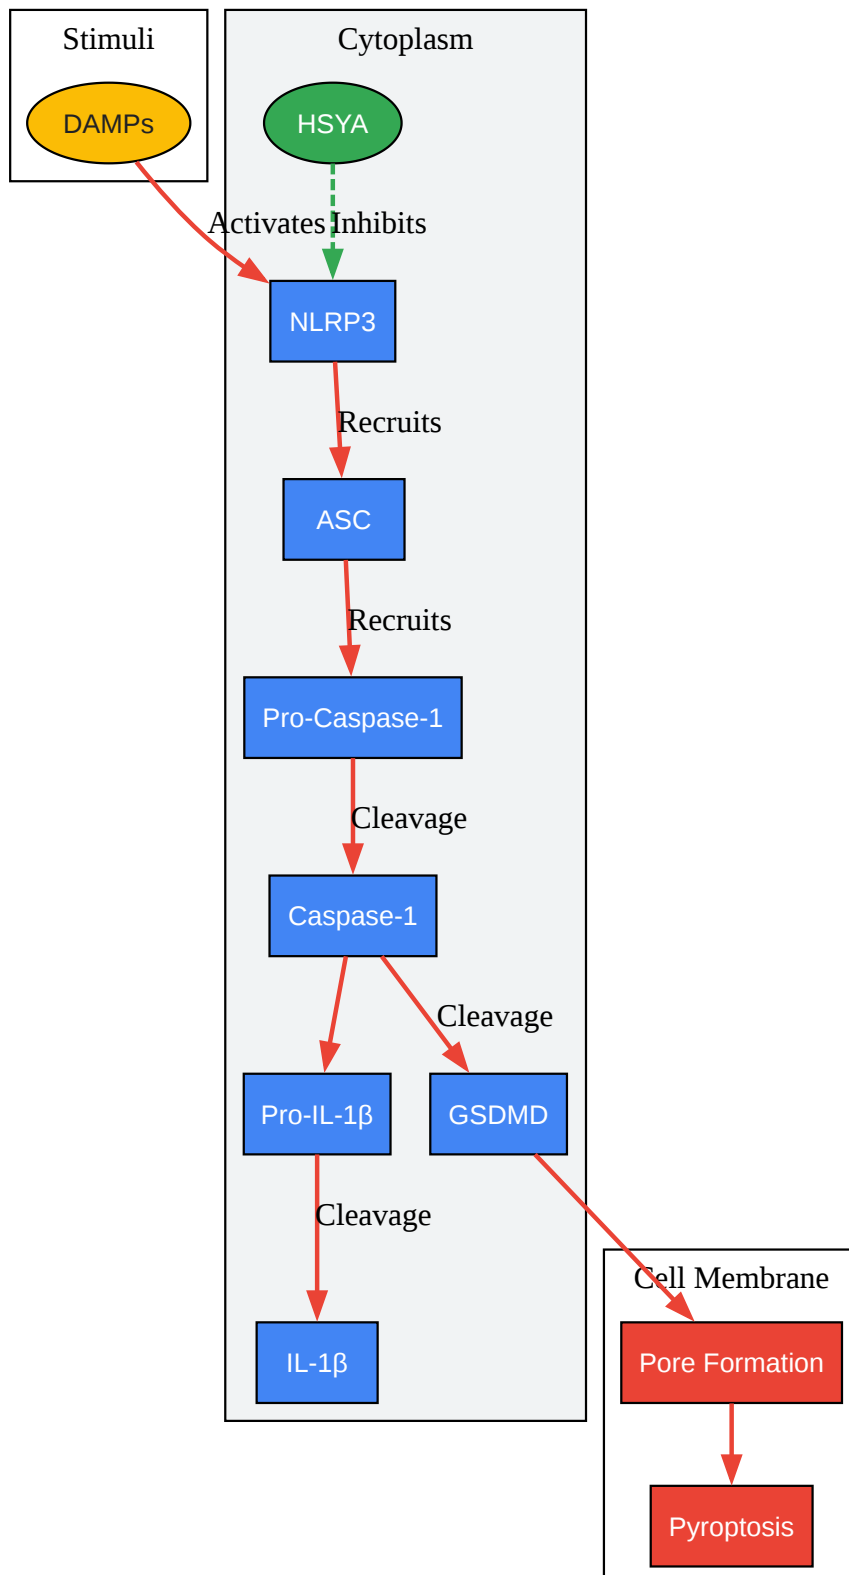 Stimuli
Cytoplasm
DAMPs
HSYA
Activates
Inhibits
NLRP3
Recruits
ASC
Recruits
Pro-Caspase-1
Cleavage
Caspase-1
Cleavage
Pro-IL-1β
GSDMD
Cleavage
Cell Membrane
IL-1β
Pore Formation
Pyroptosis